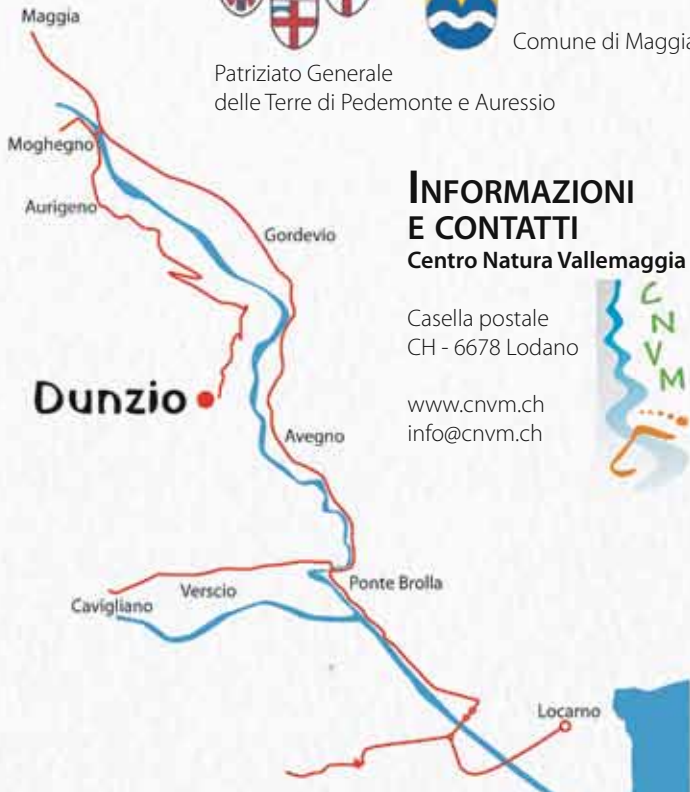 Maggia
Comune di Maggia
Patriziato Generale
delle Terre di Pedemonte e Auressio
Moghegno
Aurigeno
Gordevio
INFORMAZIONI
E CONTATTI
Centro Natura Vallemaggia
Casella postale
CH - 6678 Lodano
www.cnvm.ch
info@cnvm.ch
C
N
V
M
Dunzio
Avegno
Ponte Brolla
Verscio
Cavigliano
Locarno